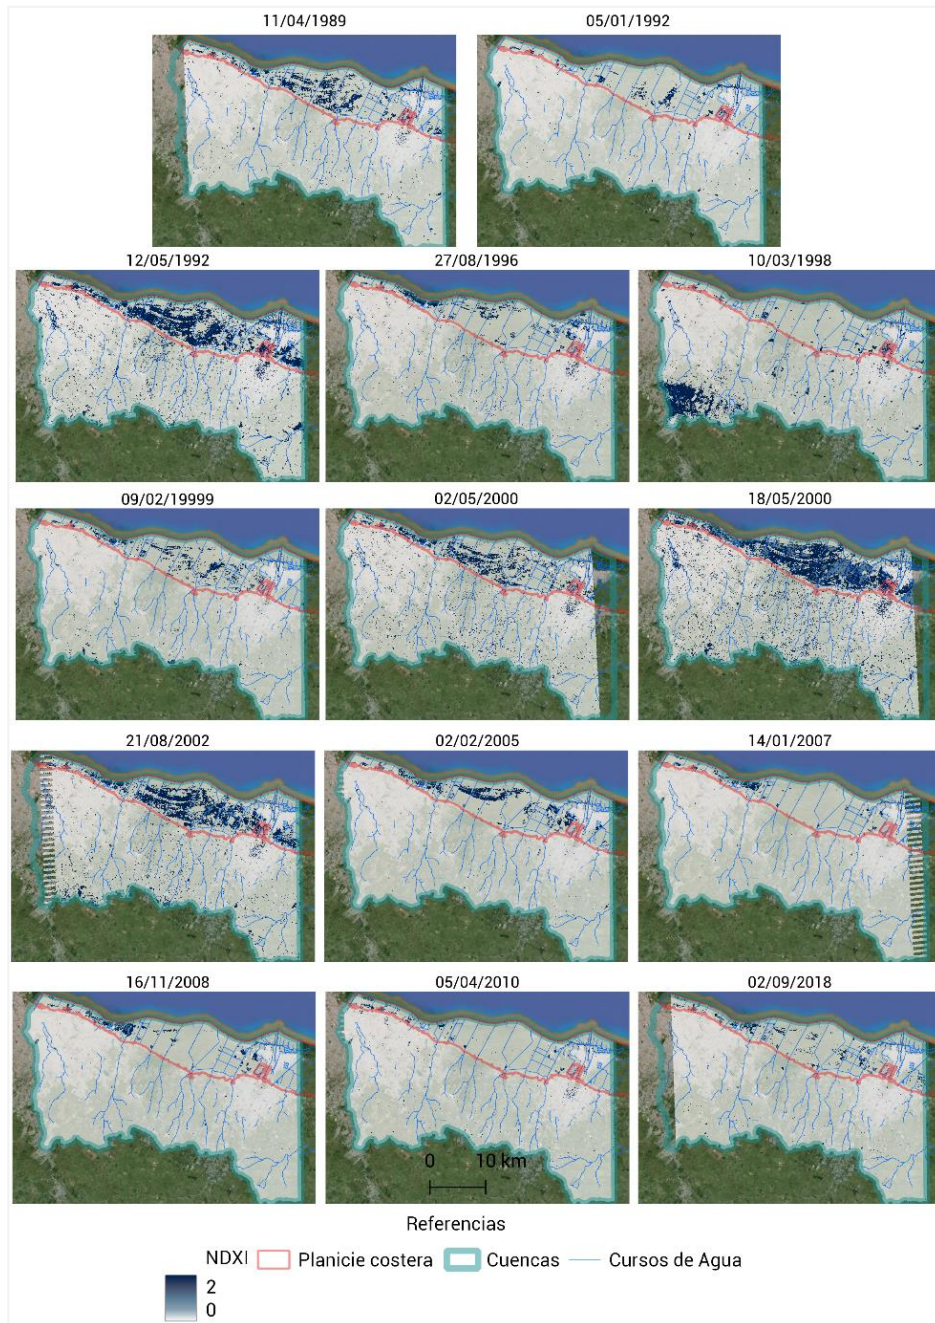 11/04/1989 05/01/1992
12/05/1992 27/08/1996 10/03/1998
09/02/19999 02/05/2000 18/05/2000
21/08/2002 02/02/2005 14/01/2007
16/11/2008 05/04/2010 02/09/2018
0 10 km
Referencias
NDXI Planicie costera Cuencas Cursos de Agua
2
0